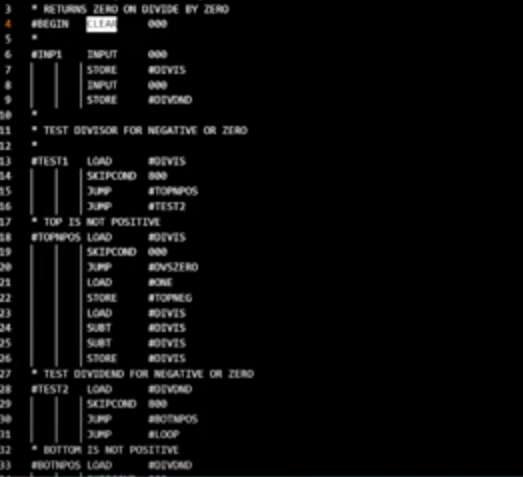 3 * RETURNS ZERO ON DIVIDE BY ZERO
4 #BEGIN CLEAR 000
5 *
6 #INP1 INPUT 000
7 STORE #DIVIS
8 INPUT 000
9 STORE #DIVDND
10 *
11 * TEST DIVISOR FOR NEGATIVE OR ZERO
12 *
13 #TEST1 LOAD #DIVIS
14 SKIPCOND 800
15 JUMP #TOPNPOS
16 JUMP #TEST2
17 * TOP IS NOT POSITIVE
18 #TOPNPOS LOAD #DIVIS
19 SKIPCOND 000
20 JUMP #DVSZERO
21 LOAD #ONE
22 STORE #TOPNEG
23 LOAD #DIVIS
24 SUBT #DIVIS
25 SUBT #DIVIS
26 STORE #DIVIS
27 * TEST DIVIDEND FOR NEGATIVE OR ZERO
28 #TEST2 LOAD #DIVDND
29 SKIPCOND 800
30 JUMP #BOTNPOS
31 JUMP #LOOP
32 * BOTTOM IS NOT POSITIVE
33 #BOTNPOS LOAD #DIVDND